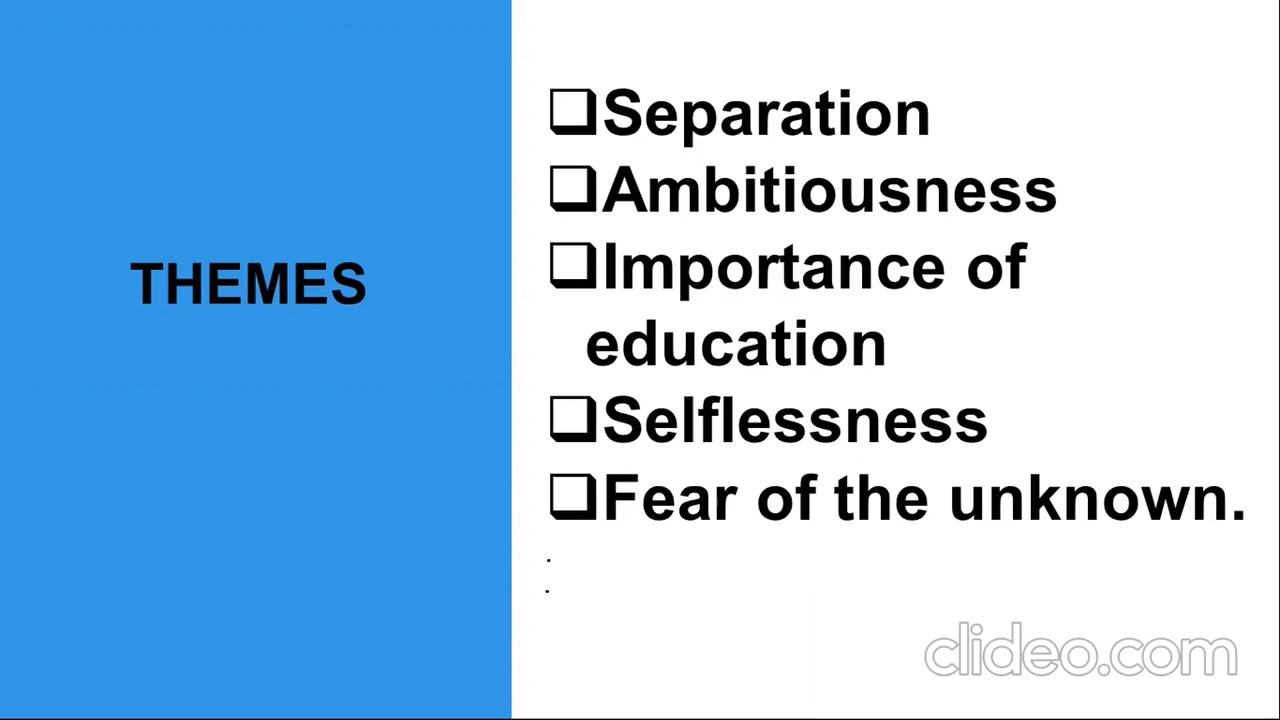 THEMES
❑Separation
❑Ambitiousness
❑Importance of
education
❑Selflessness
❑Fear of the unknown.
.
.
clideo.com